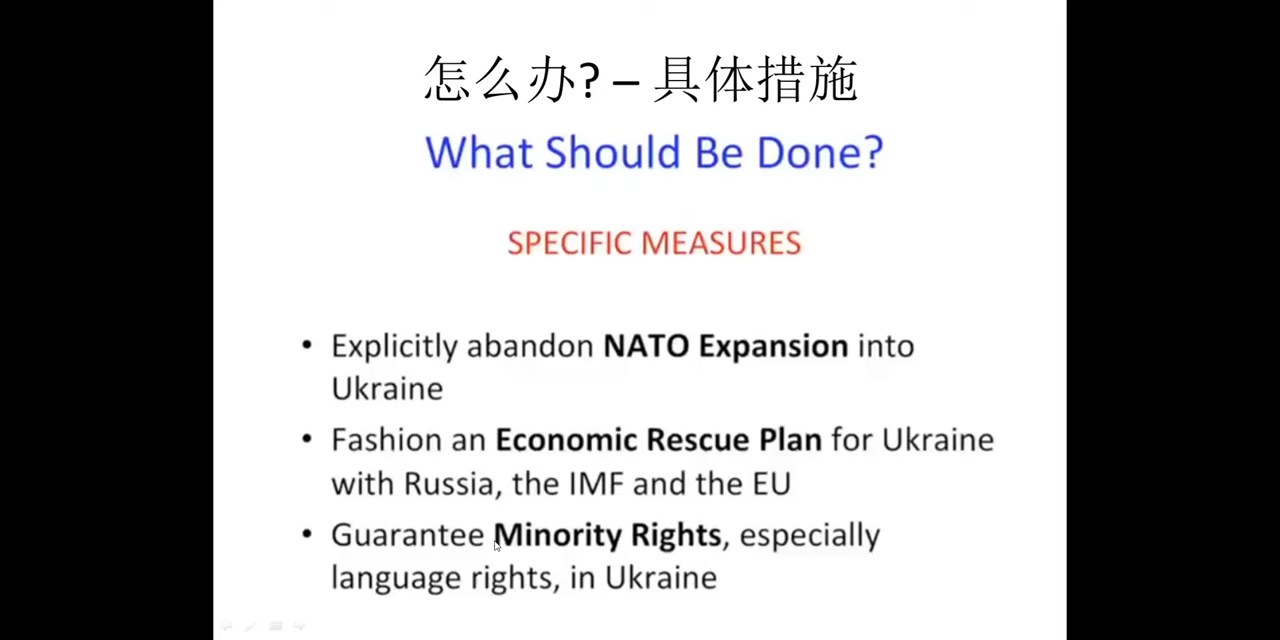 怎么办? – 具体措施
What Should Be Done?
SPECIFIC MEASURES
• Explicitly abandon NATO Expansion into
Ukraine
• Fashion an Economic Rescue Plan for Ukraine
with Russia, the IMF and the EU
• Guarantee Minority Rights, especially
language rights, in Ukraine